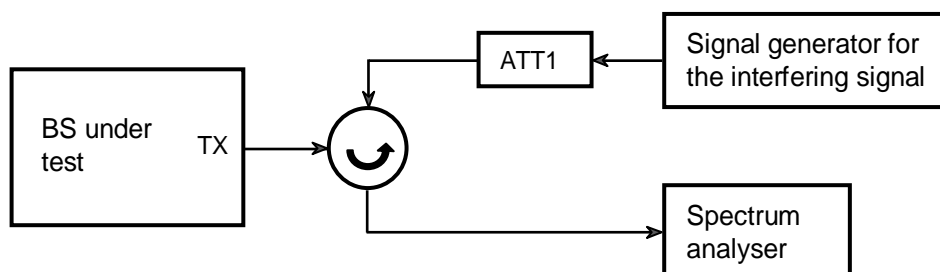 BS under
test
TX
ATT1
Signal generator for
the interfering signal
Spectrum
analyser